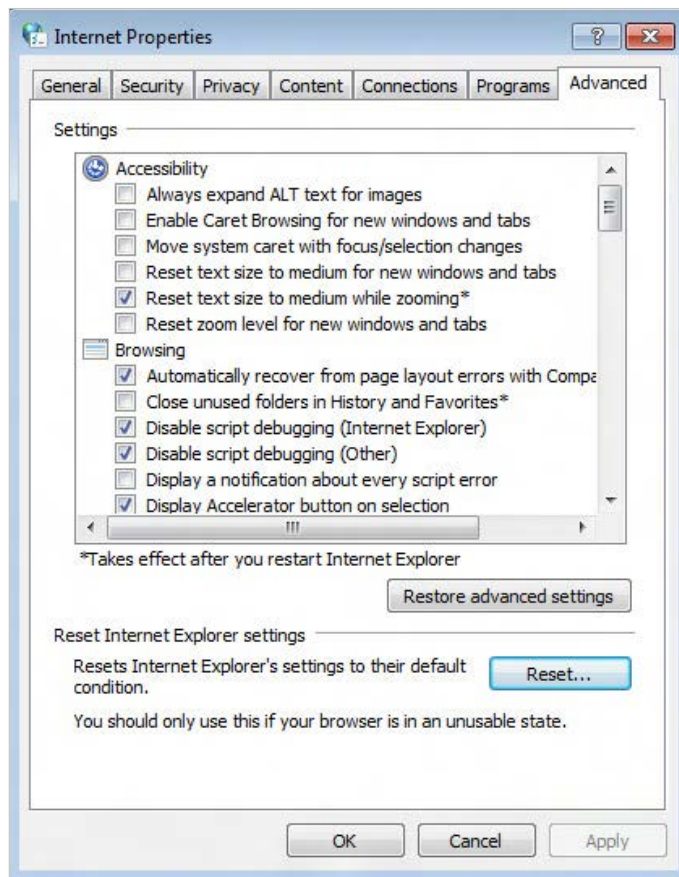 Internet Properties
General Security Privacy Content Connections Programs Advanced
Settings
Accessibility
Always expand ALT text for images
Enable Caret Browsing for new windows and tabs
Move system caret with focus/selection changes
Reset text size to medium for new windows and tabs
Reset text size to medium while zooming*
Reset zoom level for new windows and tabs
Browsing
Automatically recover from page layout errors with Compa
Close unused folders in History and Favorites*
Disable script debugging (Internet Explorer)
Disable script debugging (Other)
Display a notification about every script error
Display Accelerator button on selection
*Takes effect after you restart Internet Explorer
Restore advanced settings
Reset Internet Explorer settings
Resets Internet Explorer's settings to their default
condition.
Reset...
You should only use this if your browser is in an unusable state.
OK Cancel Apply